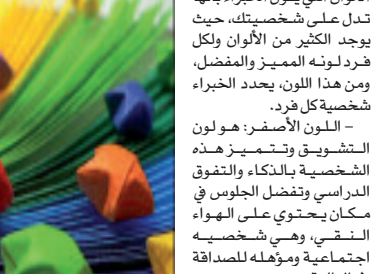 تدل على شخصيتك، حيث
يوجد الكثير من الألوان ولكل
فرد لونه المميز والمفضل،
ومن هذا اللون، يحدد الخبراء
شخصية كل فرد.
– اللون الأصفر: هو لون
التشويق وتتميز هذه
الشخصية بالذكاء والتفوق
الدراسي وتفضل الجلوس في
مكان يحتوي على الهواء
النقي، وهي شخصيه
اجتماعية ومؤهله للصداقة